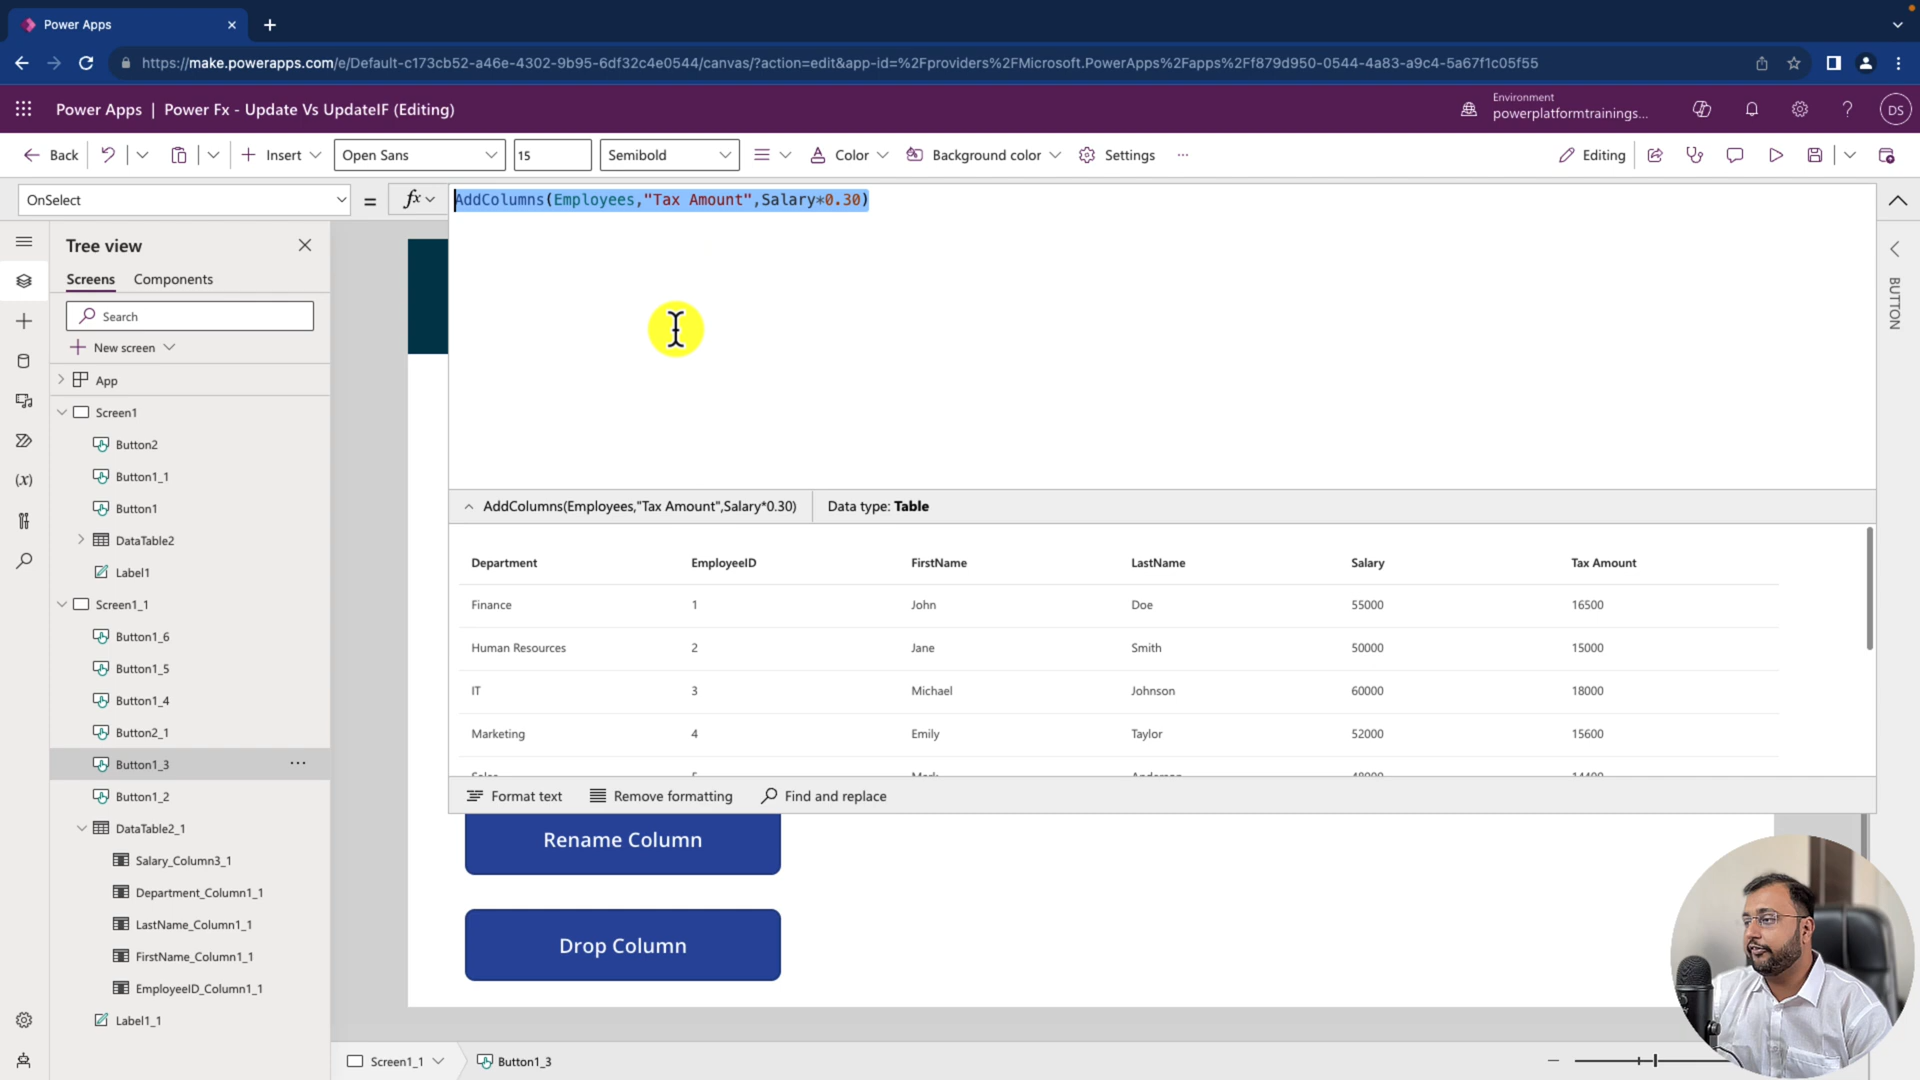 Power Apps
https://make.powerapps.com/e/Default-c173cb52-a46e-4302-9b95-6df32c4e0544/canvas/?action=edit&app-id=%2Fproviders%2FMicrosoft.PowerApps%2Fapps%2Ff879d950-0544-4a83-a9c4-5a67f1c05f55
Power Apps | Power Fx - Update Vs UpdateIF (Editing)
Environment
powerplatformtrainings...
DS
Back
Insert
Open Sans
15
Semibold
Color
Background color
Settings
Editing
OnSelect
=
fx
AddColumns(Employees,"Tax Amount",Salary*0.30)
BUTTON
Tree view
Screens
Components
Search
New screen
App
Screen1
Button2
Button1_1
Button1
DataTable2
Label1
Screen1_1
Button1_6
Button1_5
Button1_4
Button2_1
Button1_3
Button1_2
DataTable2_1
Salary_Column3_1
Department_Column1_1
LastName_Column1_1
FirstName_Column1_1
EmployeeID_Column1_1
Label1_1
AddColumns(Employees,"Tax Amount",Salary*0.30)
Data type: Table
Department EmployeeID FirstName LastName Salary Tax Amount
Finance 1 John Doe 55000 16500
Human Resources 2 Jane Smith 50000 15000
IT 3 Michael Johnson 60000 18000
Marketing 4 Emily Taylor 52000 15600
Format text
Remove formatting
Find and replace
Rename Column
Drop Column
Screen1_1
Button1_3